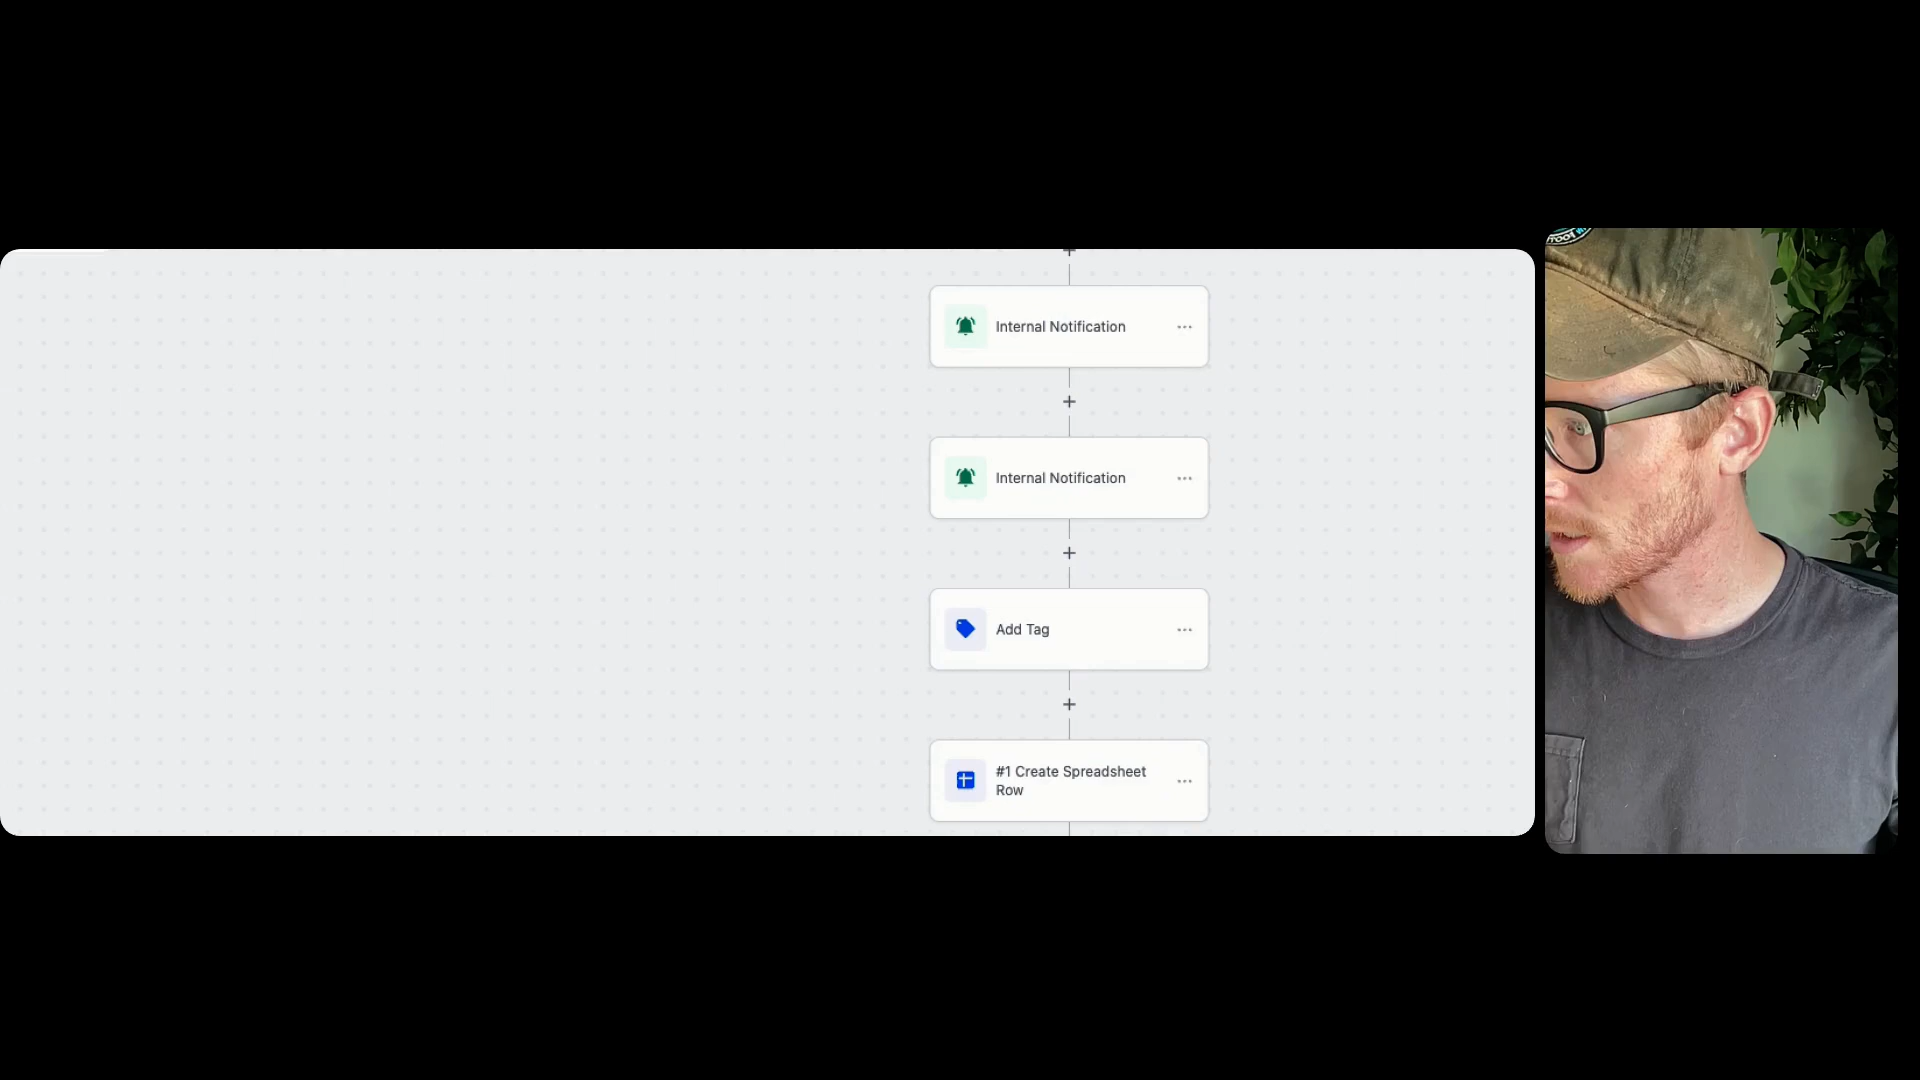 Internal Notification
Internal Notification
Add Tag
#1 Create Spreadsheet
Row